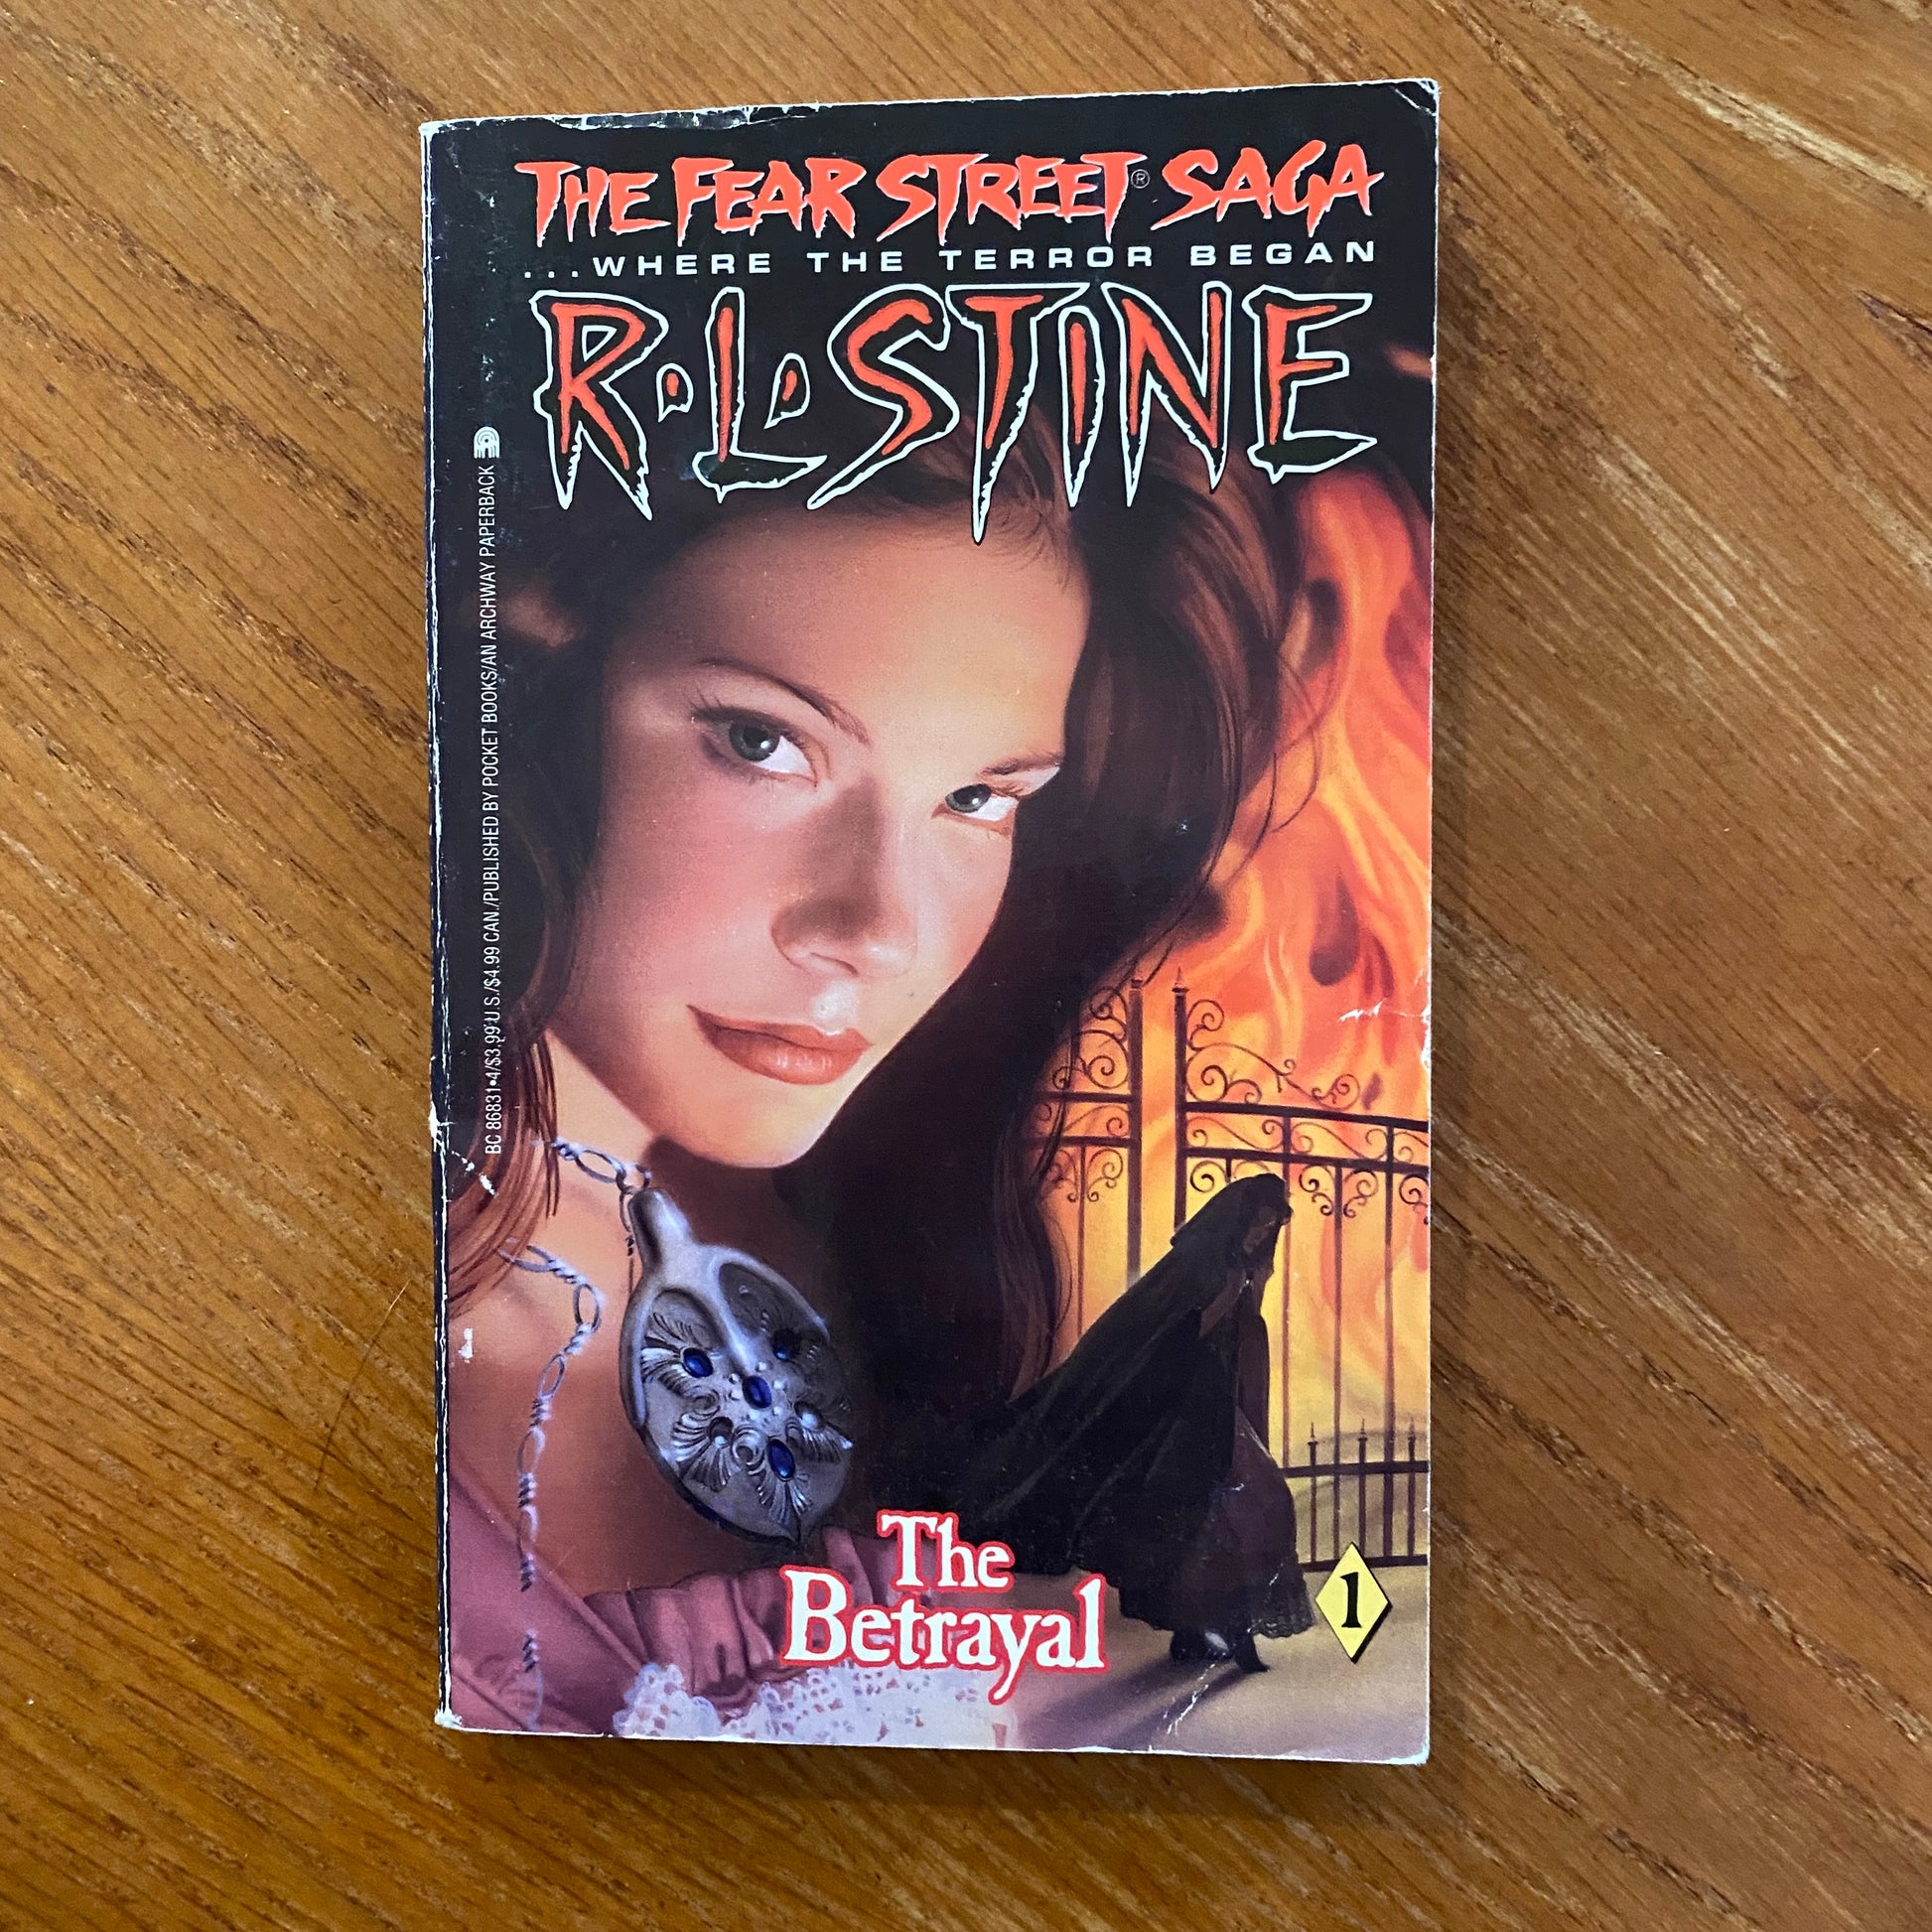 THE FEAR STREET® SAGA
...WHERE THE TERROR BEGAN
R·L·STINE
BC 86831•4/$3.99 U.S./$4.99 CAN./PUBLISHED BY POCKET BOOKS/AN ARCHWAY PAPERBACK
The
Betrayal
1